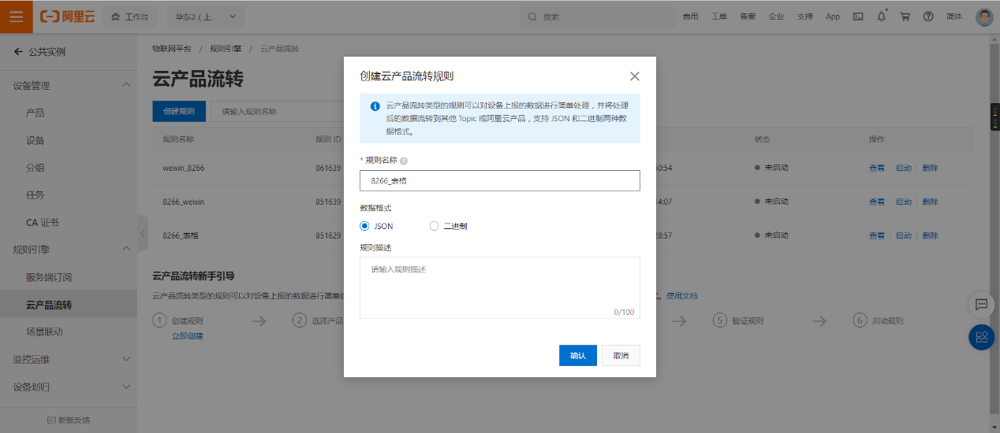 阿里云 工作台 华东2（上... 搜索... 费用 工单 备案 企业 支持 App 简体
公共实例
设备管理
产品
设备
分组
任务
CA 证书
规则引擎
服务端订阅
云产品流转
场景联动
监控运维
设备划归
新版反馈
物联网平台 / 规则引擎 / 云产品流转
云产品流转
创建规则 请输入规则名称
规则名称 规则 ID 状态 操作
weixin_8266 861639 50:54 未启动 查看 启动 删除
8266_weixin 851639 4:07 未启动 查看 启动 删除
8266_表格 851629 28:57 未启动 查看 启动 删除
云产品流转新手引导
云产品流转类型的规则可以对设备上报的数据进行简单处 。使用文档
1 创建规则 2 选择产品 5 验证规则 6 启动规则
立即创建
创建云产品流转规则
云产品流转类型的规则可以对设备上报的数据进行简单处理，并将处理
后的数据流转到其他 Topic 或阿里云产品，支持 JSON 和二进制两种数
据格式。
* 规则名称 ?
8266_表格
数据格式
JSON 二进制
规则描述
请输入规则描述
0/100
确认 取消